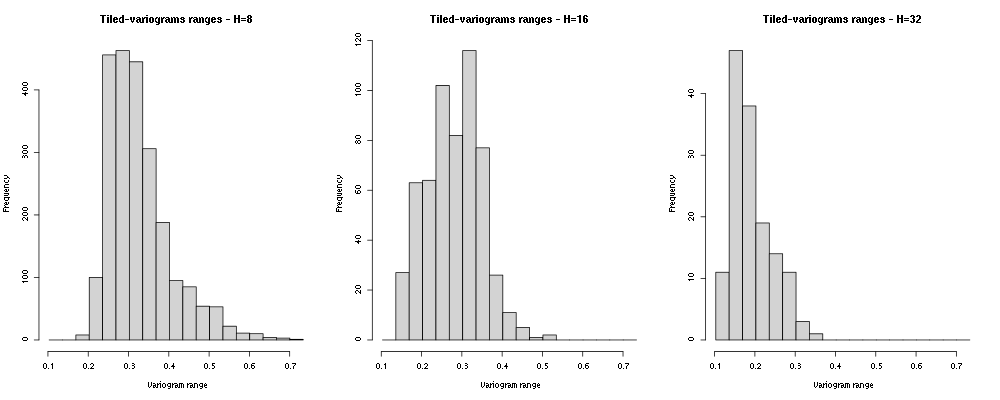 Tiled-variograms ranges - H=8
Frequency
400
300
200
100
0
0.1 0.2 0.3 0.4 0.5 0.6 0.7
Variogram range
Tiled-variograms ranges - H=16
Frequency
120
100
80
60
40
20
0
0.1 0.2 0.3 0.4 0.5 0.6 0.7
Variogram range
Tiled-variograms ranges - H=32
Frequency
40
30
20
10
0
0.1 0.2 0.3 0.4 0.5 0.6 0.7
Variogram range